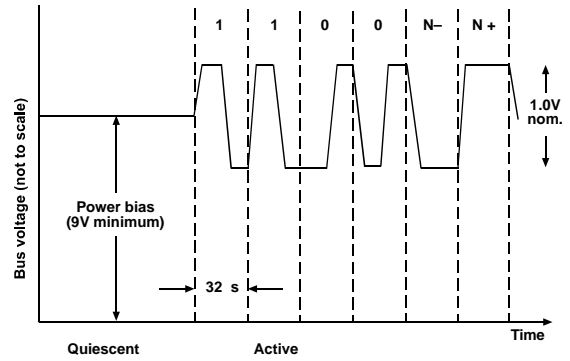 1 1 0 0 N– N +
Bus voltage (not to scale)
1.0V
nom.
Power bias
(9V minimum)
32 s
Time
Quiescent Active